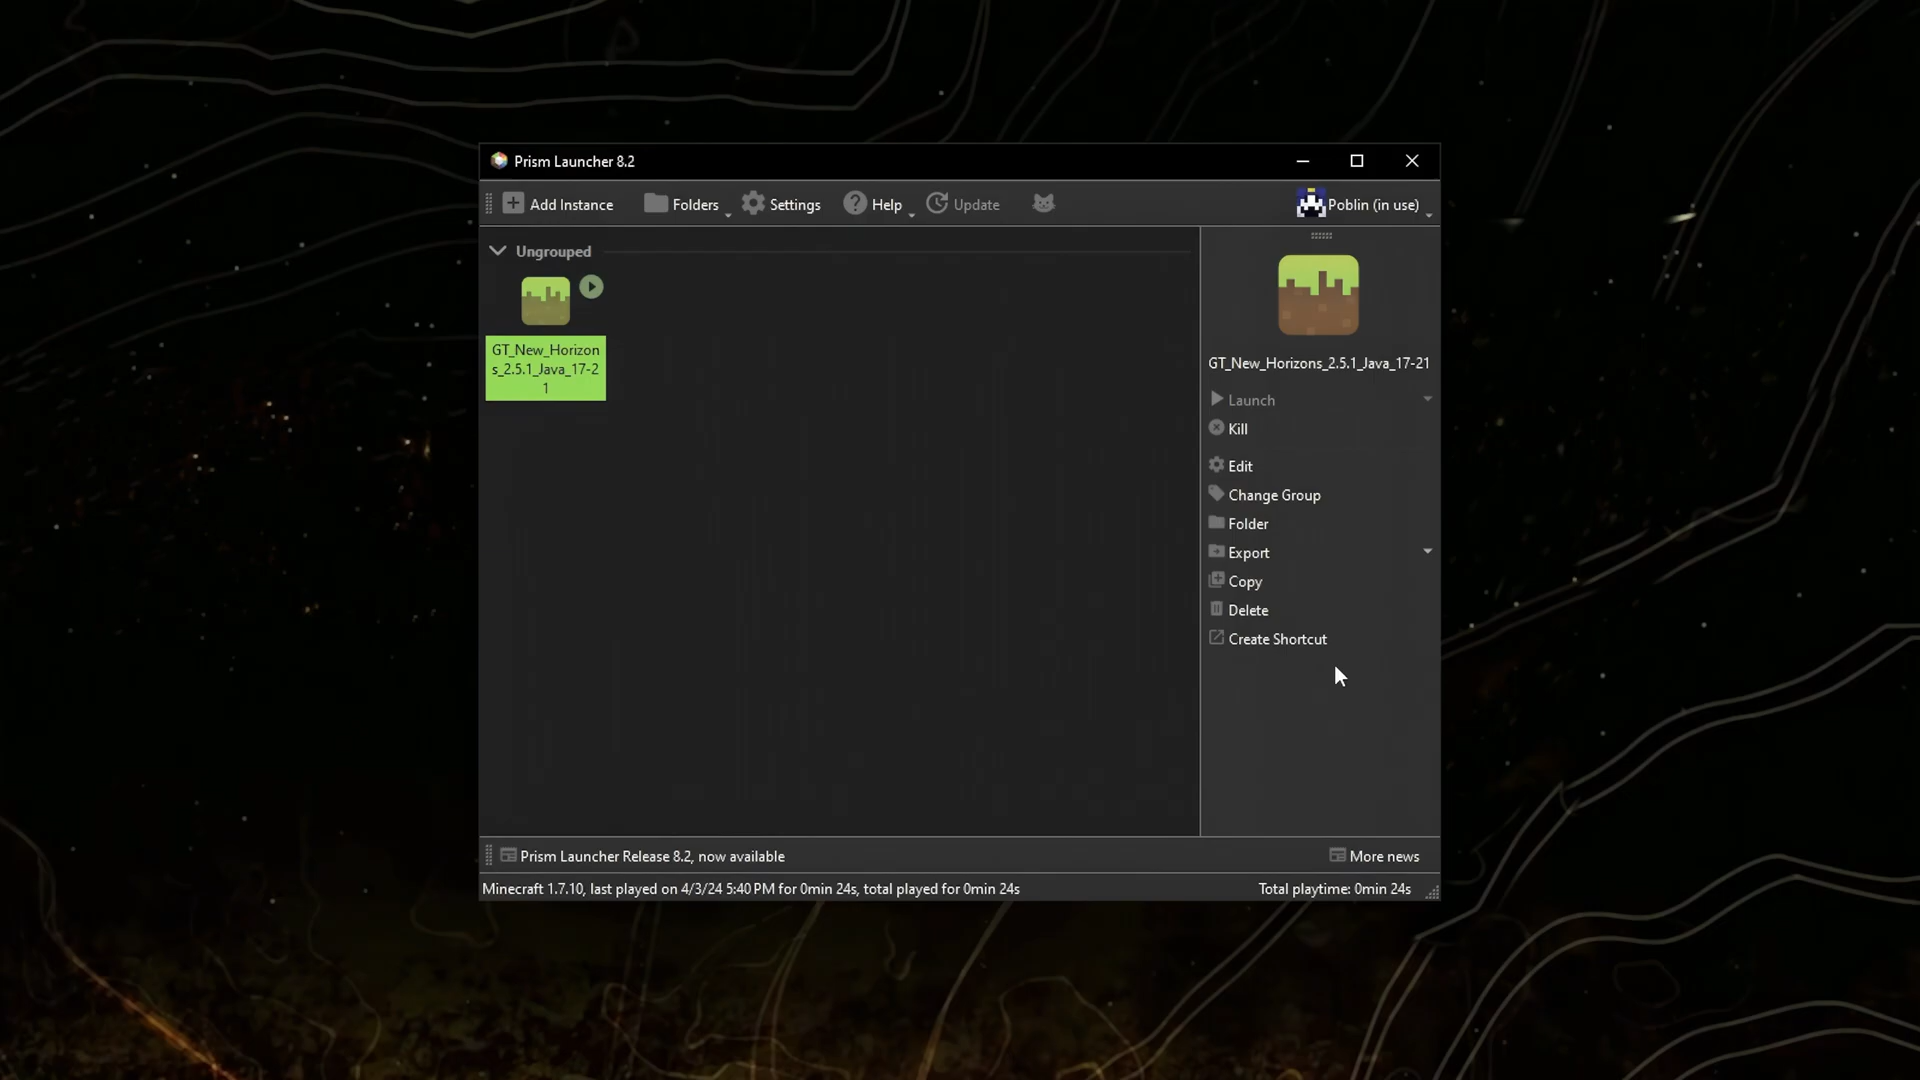 Prism Launcher 8.2
Add Instance
Folders
Settings
Help
Update
Poblin (in use)
Ungrouped
GT_New_Horizon
s_2.5.1_Java_17-2
1
GT_New_Horizons_2.5.1_Java_17-21
Launch
Kill
Edit
Change Group
Folder
Export
Copy
Delete
Create Shortcut
Prism Launcher Release 8.2, now available
More news
Minecraft 1.7.10, last played on 4/3/24 5:40 PM for 0min 24s, total played for 0min 24s
Total playtime: 0min 24s